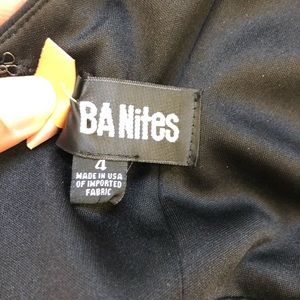 BA Nites
4
MADE IN USA
OF IMPORTED
FABRIC